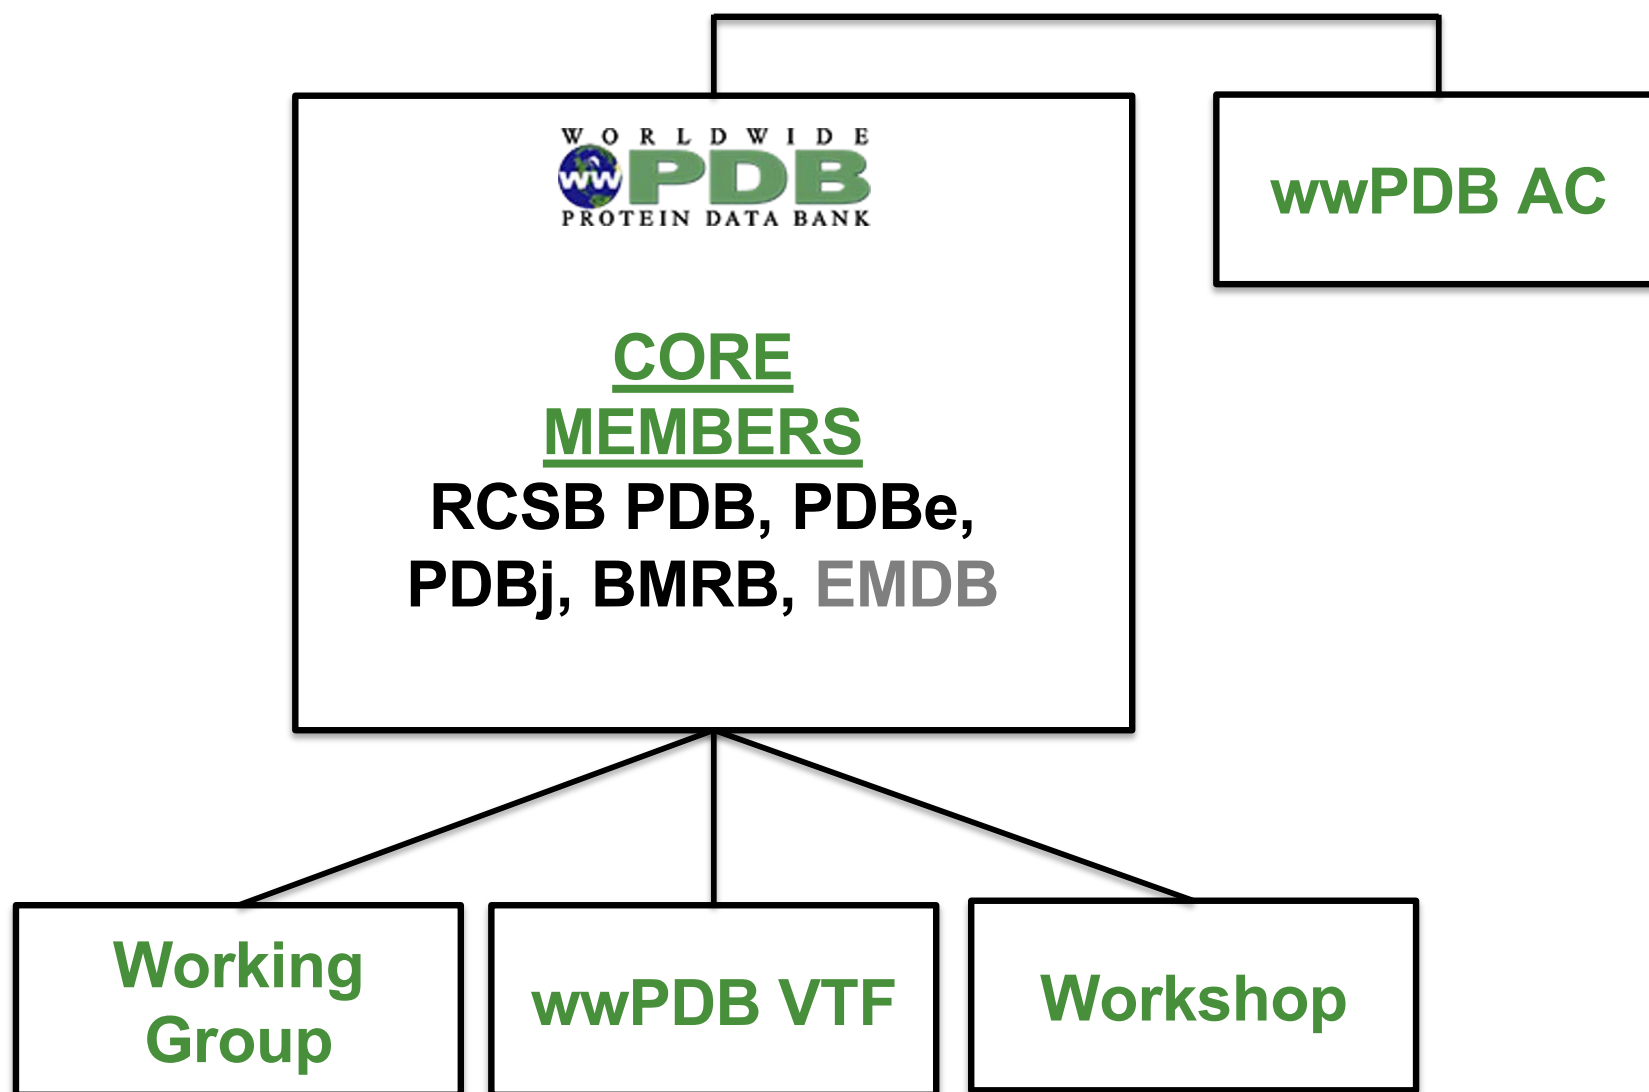 WORLDWIDE
wwPDB
PROTEIN DATA BANK
wwPDB AC
CORE
MEMBERS
RCSB PDB, PDBe,
PDBj, BMRB, EMDB
Working
Group
wwPDB VTF
Workshop